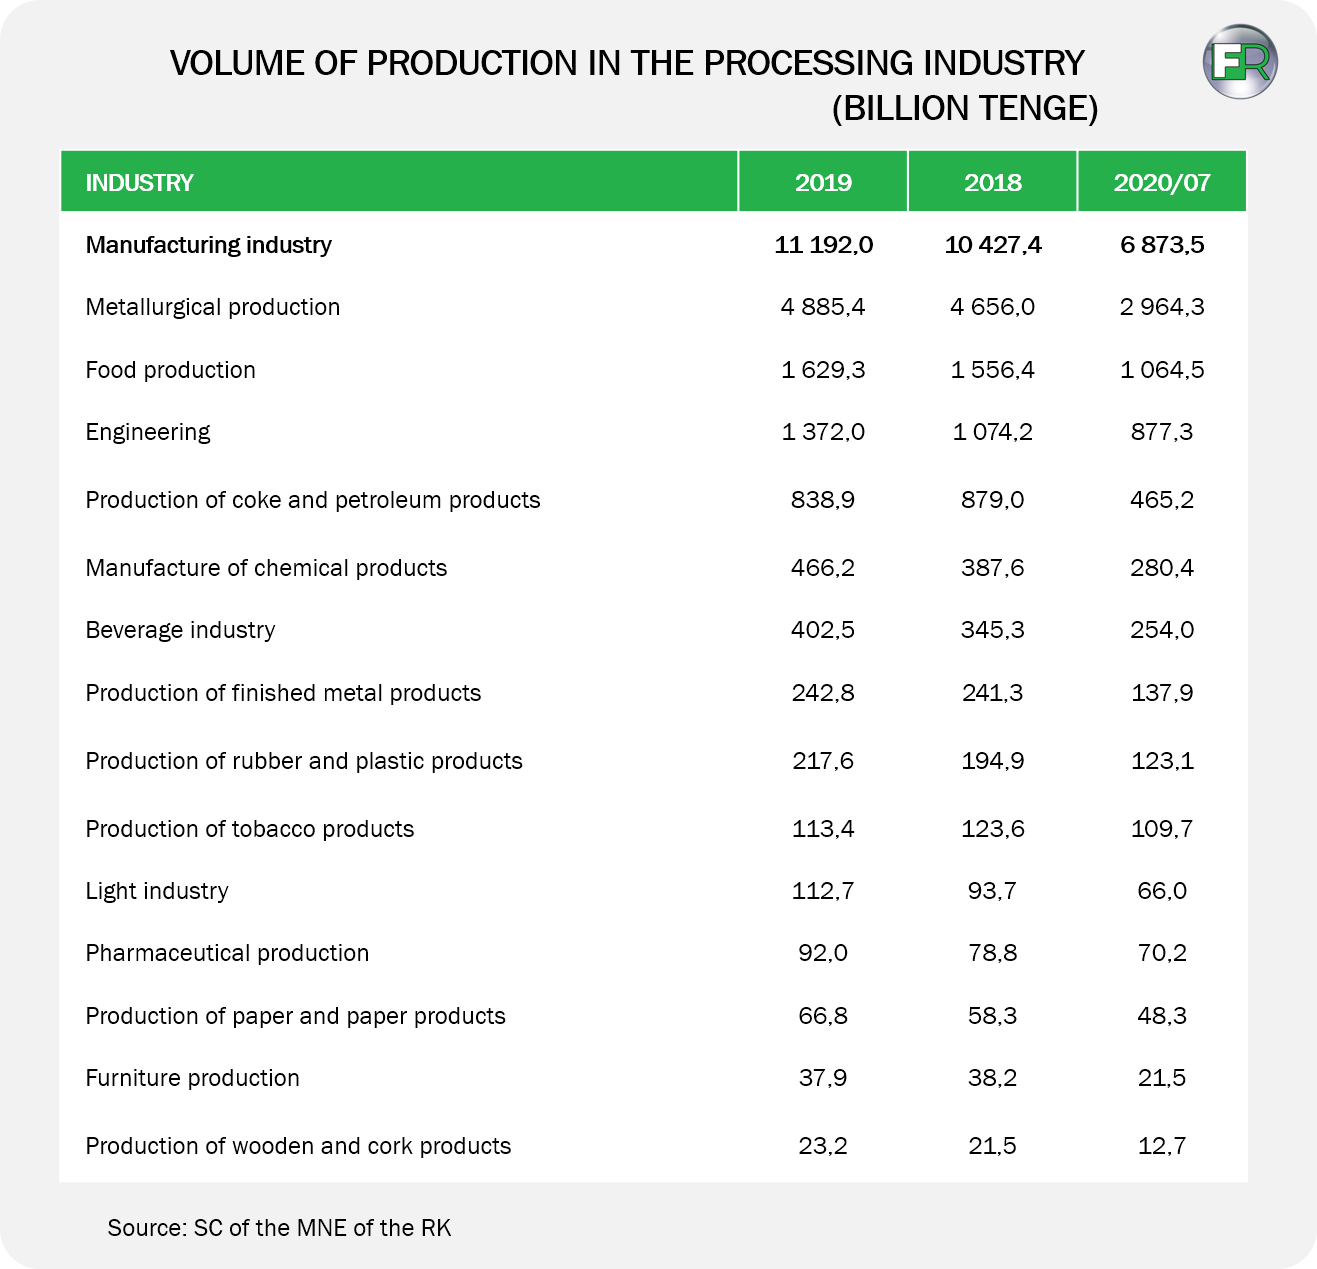 VOLUME OF PRODUCTION IN THE PROCESSING INDUSTRY
(BILLION TENGE)
FR
INDUSTRY 2019 2018 2020/07
Manufacturing industry 11 192,0 10 427,4 6 873,5
Metallurgical production 4 885,4 4 656,0 2 964,3
Food production 1 629,3 1 556,4 1 064,5
Engineering 1 372,0 1 074,2 877,3
Production of coke and petroleum products 838,9 879,0 465,2
Manufacture of chemical products 466,2 387,6 280,4
Beverage industry 402,5 345,3 254,0
Production of finished metal products 242,8 241,3 137,9
Production of rubber and plastic products 217,6 194,9 123,1
Production of tobacco products 113,4 123,6 109,7
Light industry 112,7 93,7 66,0
Pharmaceutical production 92,0 78,8 70,2
Production of paper and paper products 66,8 58,3 48,3
Furniture production 37,9 38,2 21,5
Production of wooden and cork products 23,2 21,5 12,7
Source: SC of the MNE of the RK